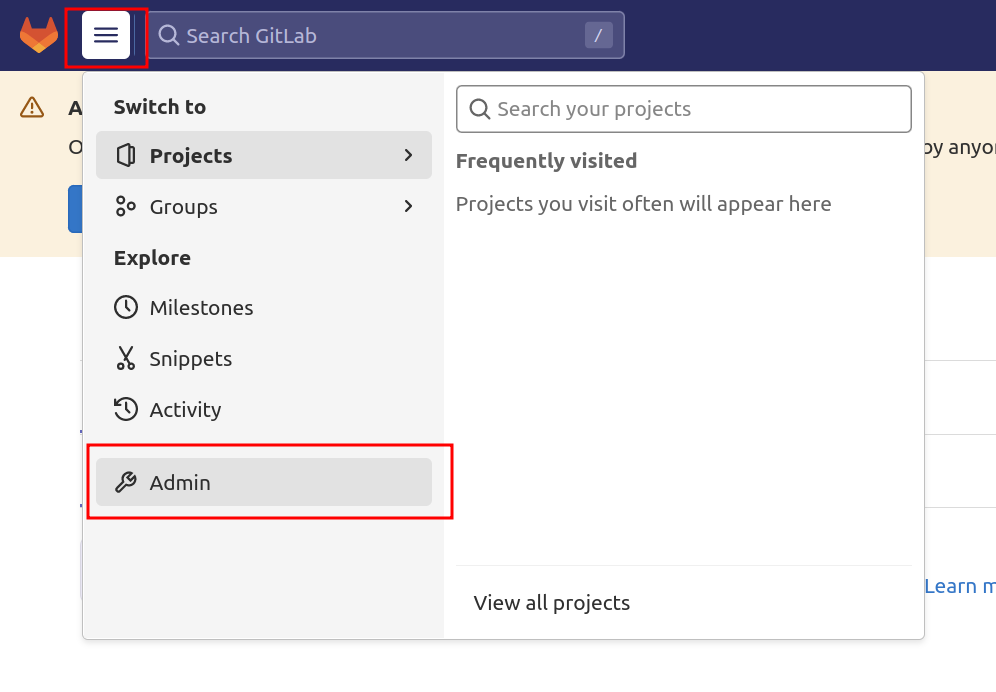 Search GitLab /
Switch to
Projects
Groups
Explore
Milestones
Snippets
Activity
Admin
Search your projects
Frequently visited
Projects you visit often will appear here
View all projects
by
Learn